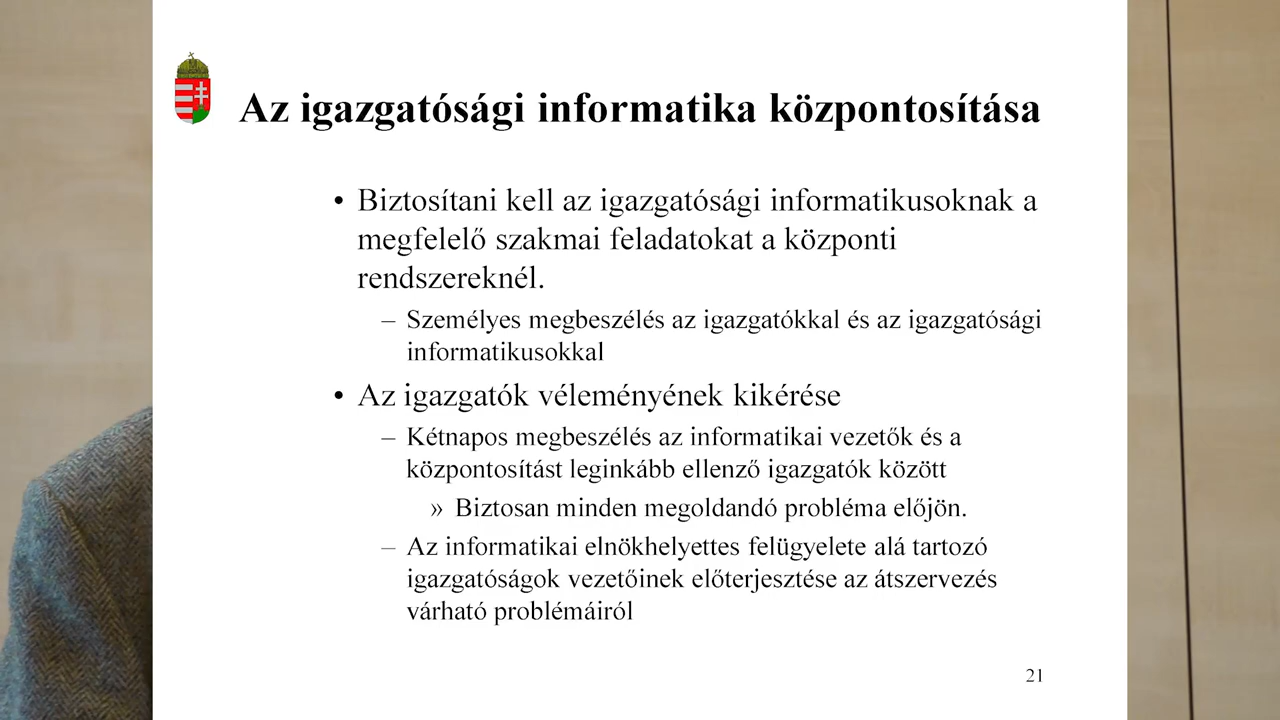 Az igazgatósági informatika központosítása
• Biztosítani kell az igazgatósági informatikusoknak a
megfelelő szakmai feladatokat a központi
rendszereknél.
– Személyes megbeszélés az igazgatókkal és az igazgatósági
informatikusokkal
• Az igazgatók véleményének kikérése
– Kétnapos megbeszélés az informatikai vezetők és a
központosítást leginkább ellenző igazgatók között
» Biztosan minden megoldandó probléma előjön.
– Az informatikai elnökhelyettes felügyelete alá tartozó
igazgatóságok vezetőinek előterjesztése az átszervezés
várható problémáiról
21